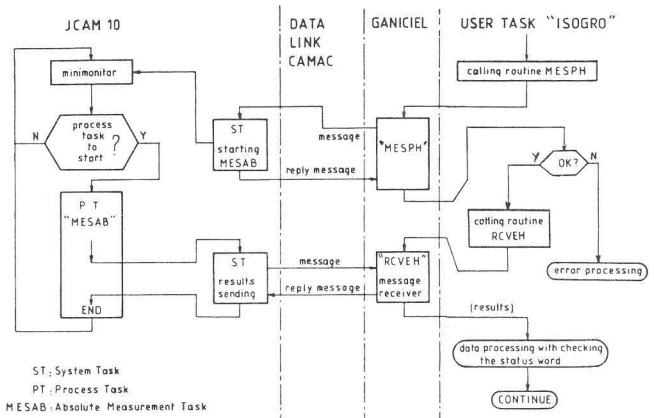 JCAM 10
DATA
LINK
CAMAC
GANICIEL
USER TASK "ISOGRO"
minimonitor
calling routine MESPH
process
task
to
start
?
N
Y
ST
starting
MESAB
message
reply message
"MESPH"
Y
OK?
N
P T
"MESAB"
END
calling routine
RCVEH
error processing
ST
results
sending
message
reply message
"RCVEH"
message
receiver
(results)
data processing with checking
the status word
CONTINUE
ST : System Task
PT : Process Task
MESAB : Absolute Measurement Task